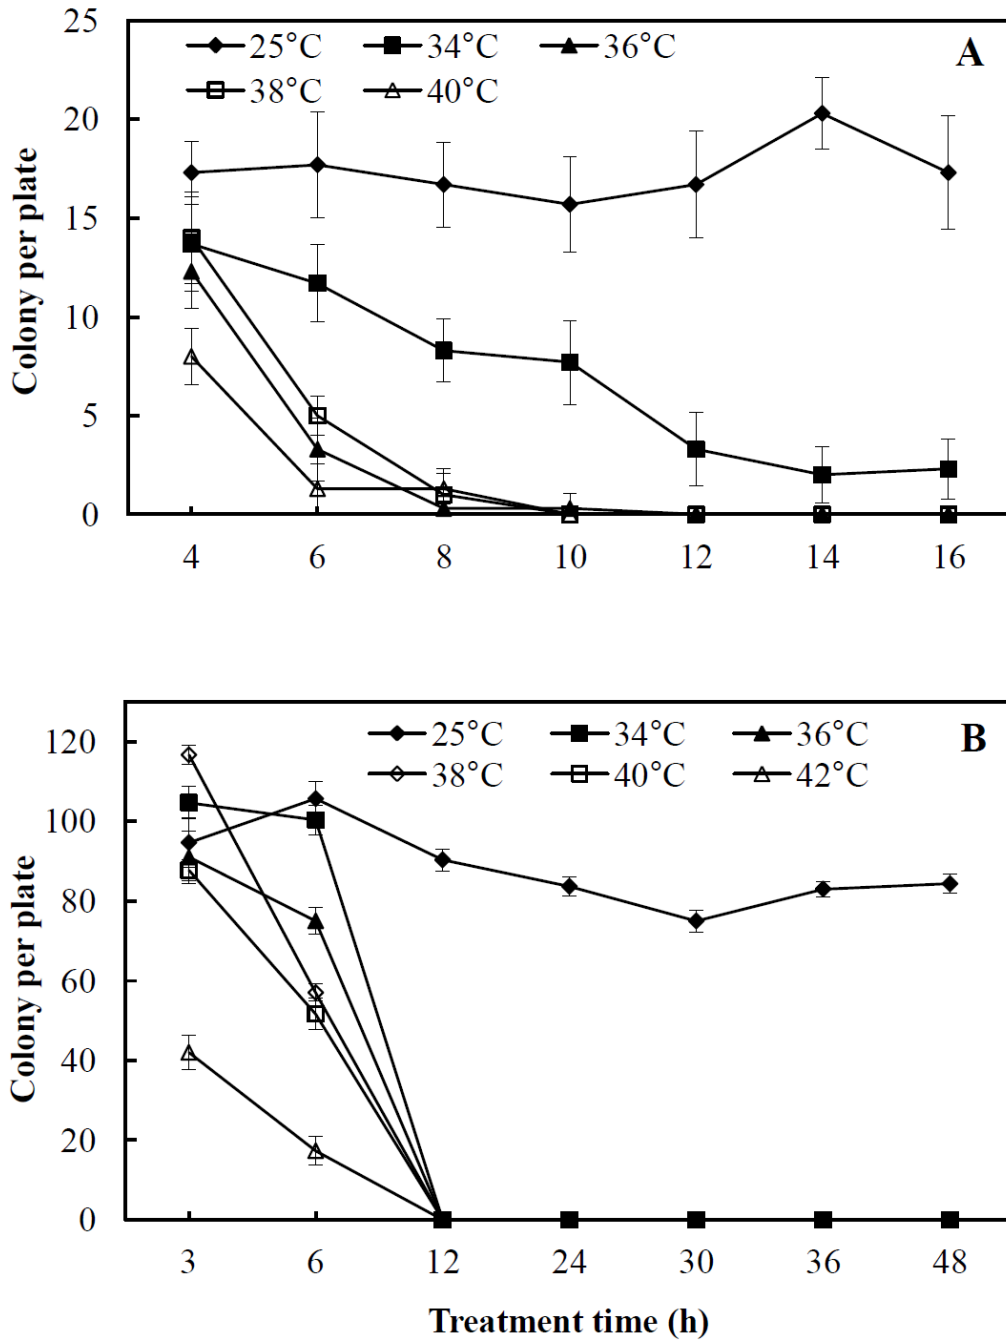 25
25°C 34°C 36°C A
38°C 40°C
20
15
10
5
0
Colony per plate
4 6 8 10 12 14 16
25°C 34°C 36°C B
38°C 40°C 42°C
120
100
80
60
40
20
0
Colony per plate
3 6 12 24 30 36 48
Treatment time (h)